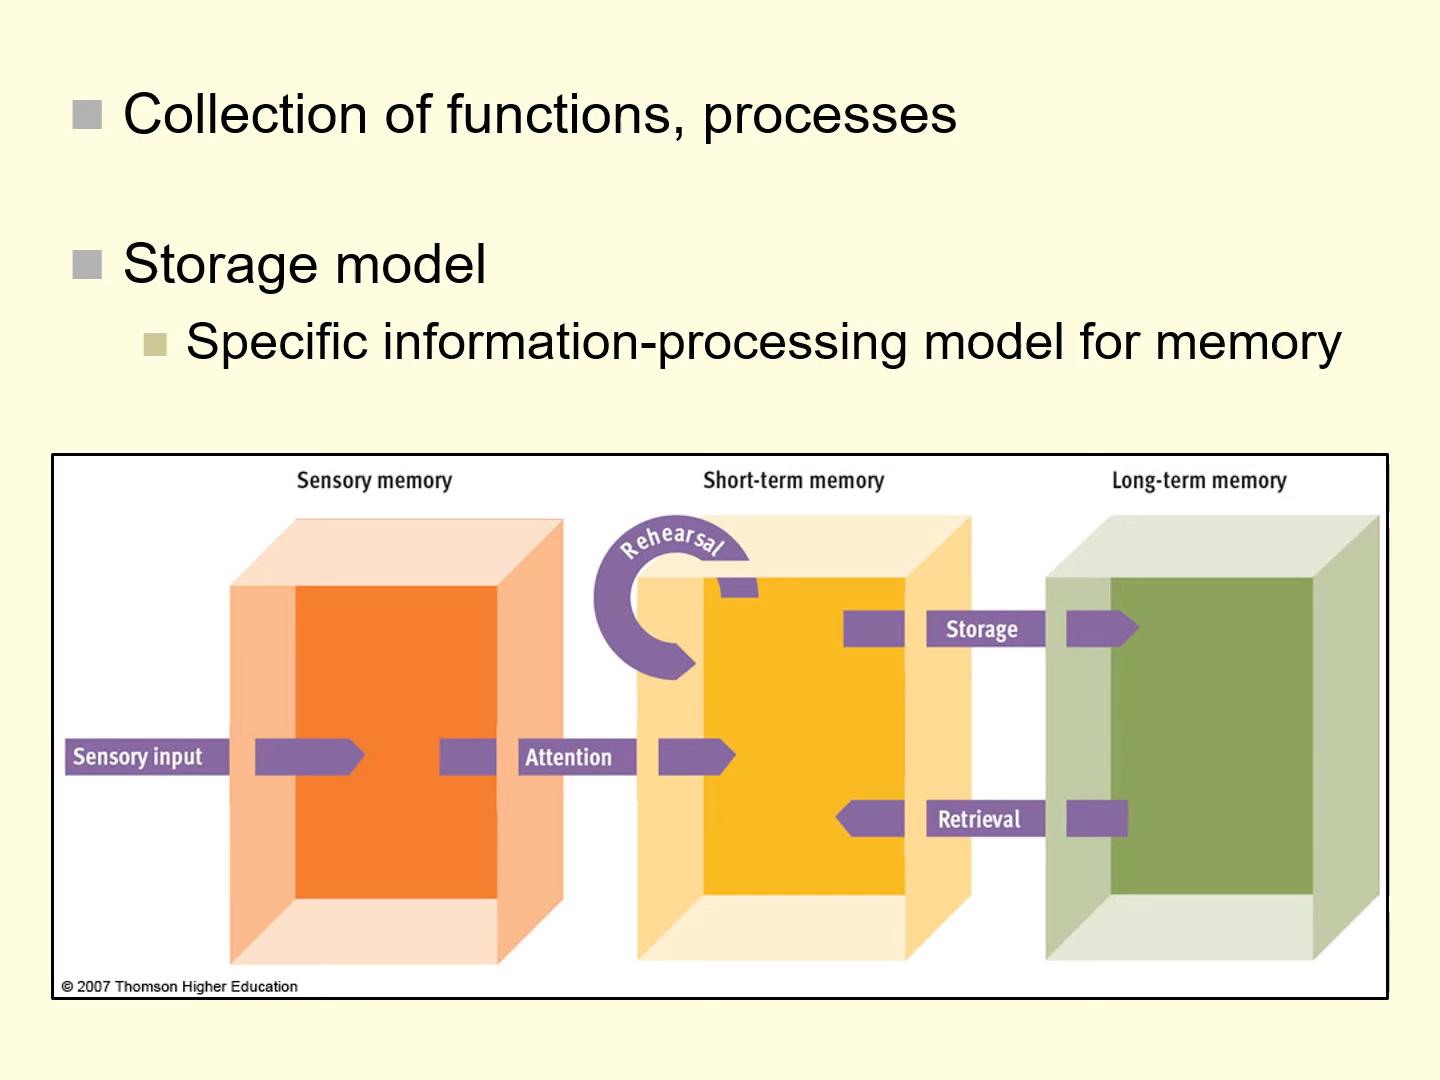 Collection of functions, processes
Storage model
Specific information-processing model for memory
Sensory memory
Short-term memory
Long-term memory
Rehearsal
Storage
Sensory input
Attention
Retrieval
© 2007 Thomson Higher Education